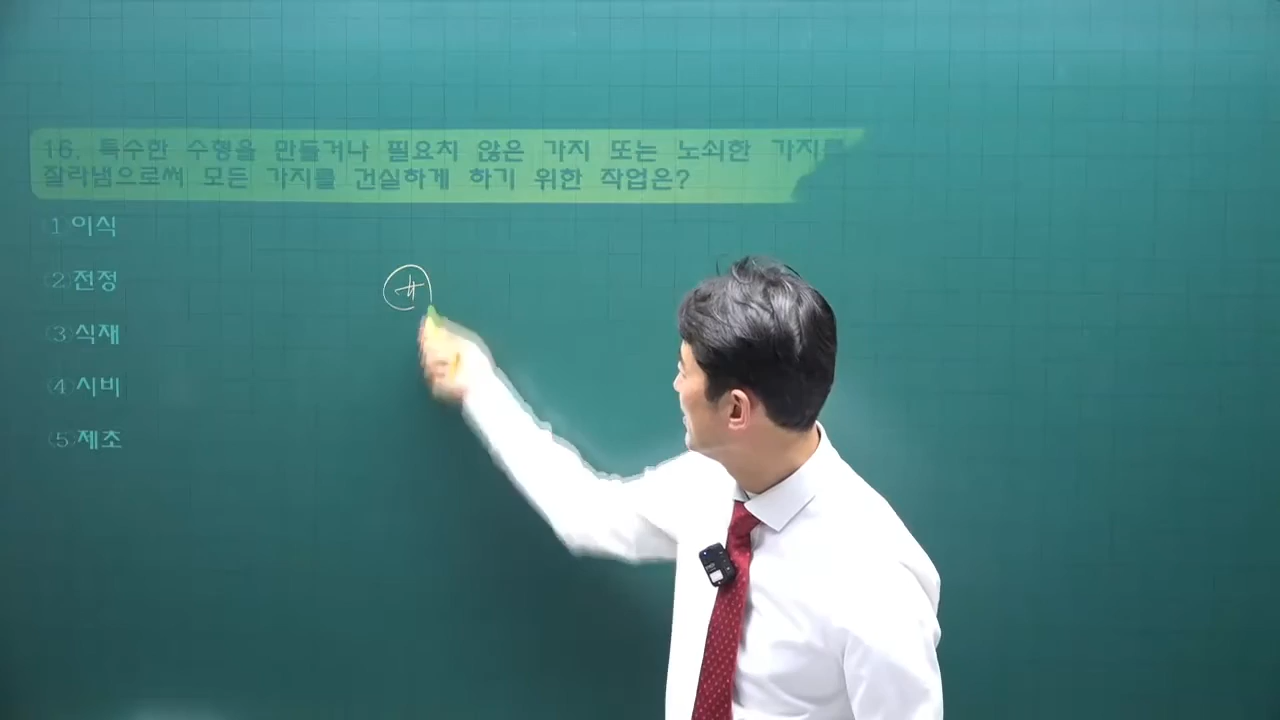 16. 특수한 수형을 만들거나 필요치 않은 가지 또는 노쇠한 가지를
잘라냄으로써 모든 가지를 건실하게 하기 위한 작업은?
① 이식
② 전정
③ 식재
④ 시비
⑤ 제초